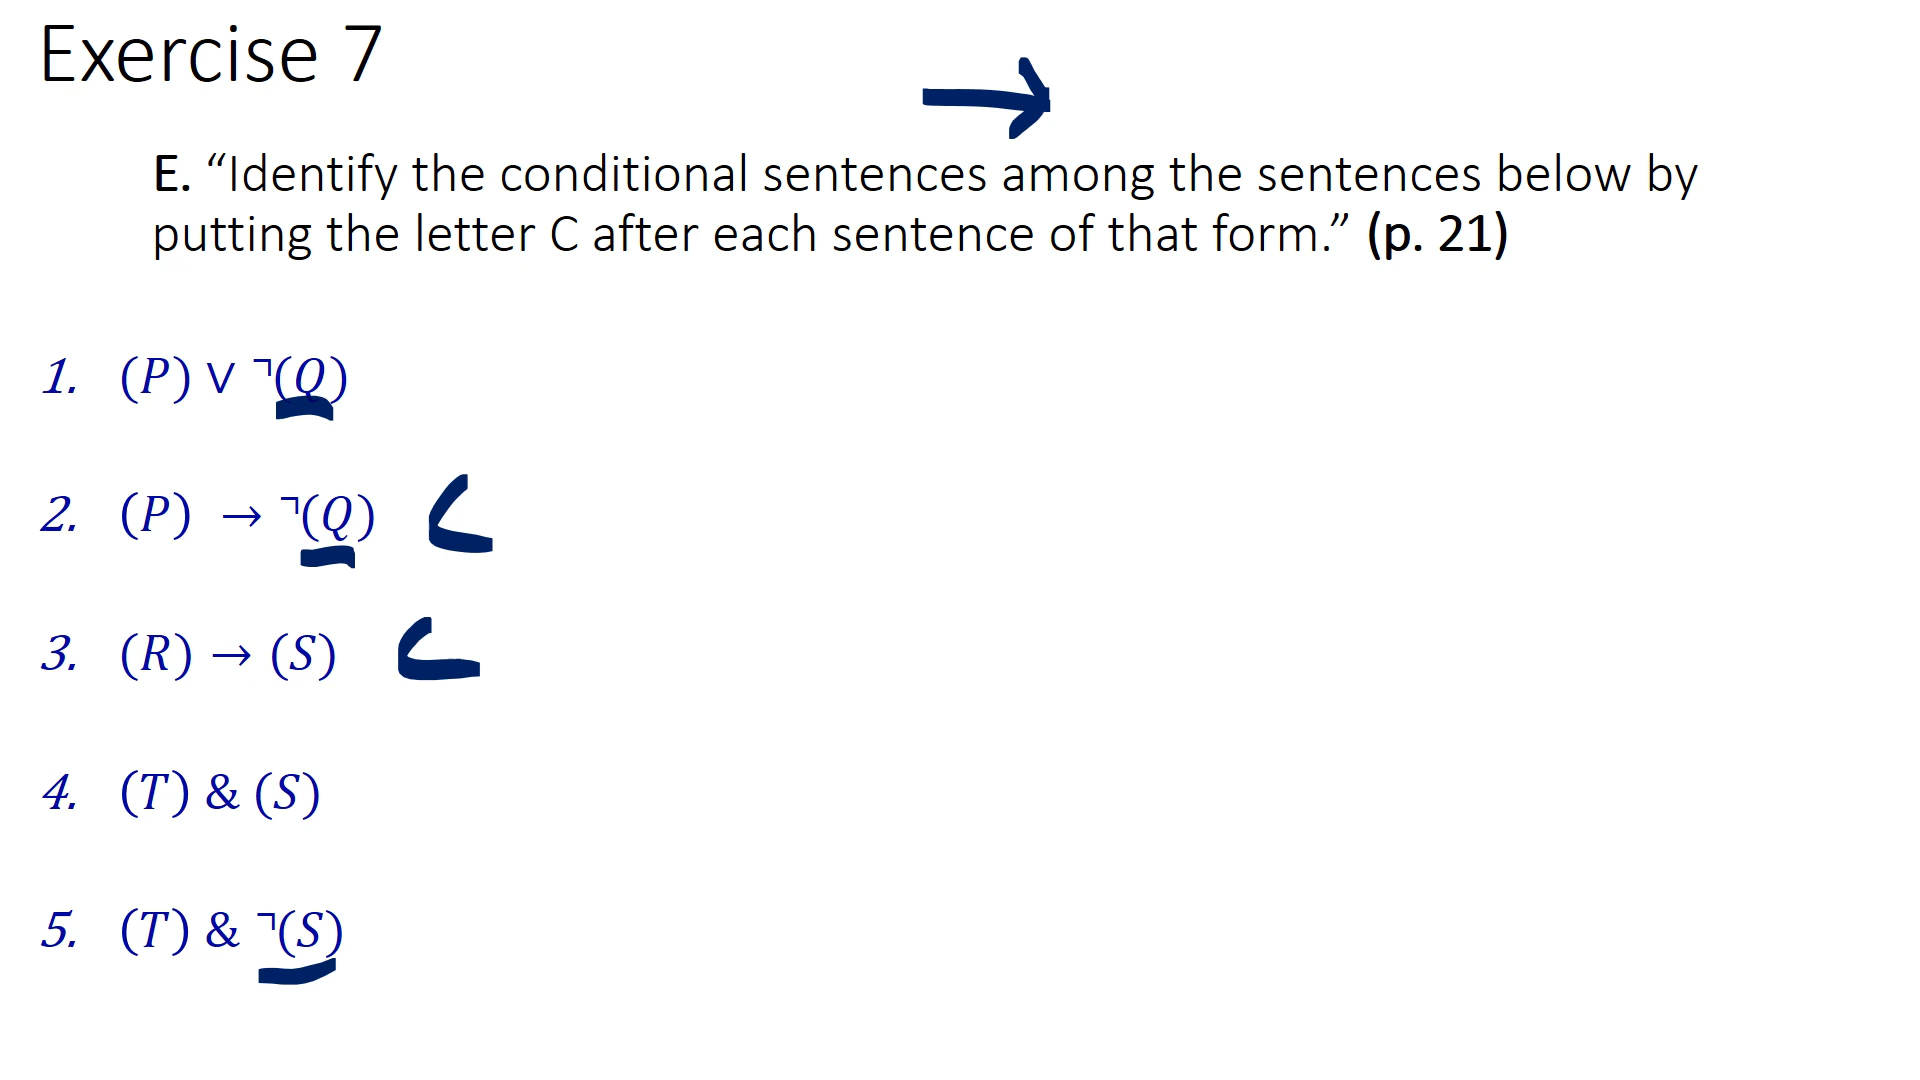 Exercise 7
→
E. “Identify the conditional sentences among the sentences below by
putting the letter C after each sentence of that form.” (p. 21)
1. (P) ∨ ¬(Q)
2. (P) → ¬(Q) C
3. (R) → (S) C
4. (T) & (S)
5. (T) & ¬(S)